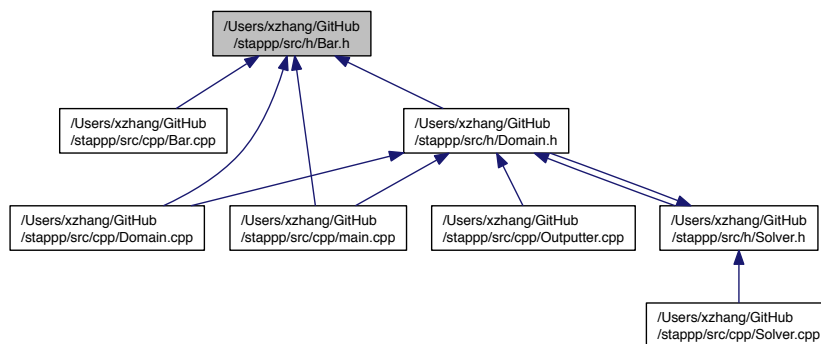 /Users/xzhang/GitHub
/stappp/src/h/Bar.h
/Users/xzhang/GitHub
/stappp/src/cpp/Bar.cpp
/Users/xzhang/GitHub
/stappp/src/h/Domain.h
/Users/xzhang/GitHub
/stappp/src/cpp/Domain.cpp
/Users/xzhang/GitHub
/stappp/src/cpp/main.cpp
/Users/xzhang/GitHub
/stappp/src/cpp/Outputter.cpp
/Users/xzhang/GitHub
/stappp/src/h/Solver.h
/Users/xzhang/GitHub
/stappp/src/cpp/Solver.cpp